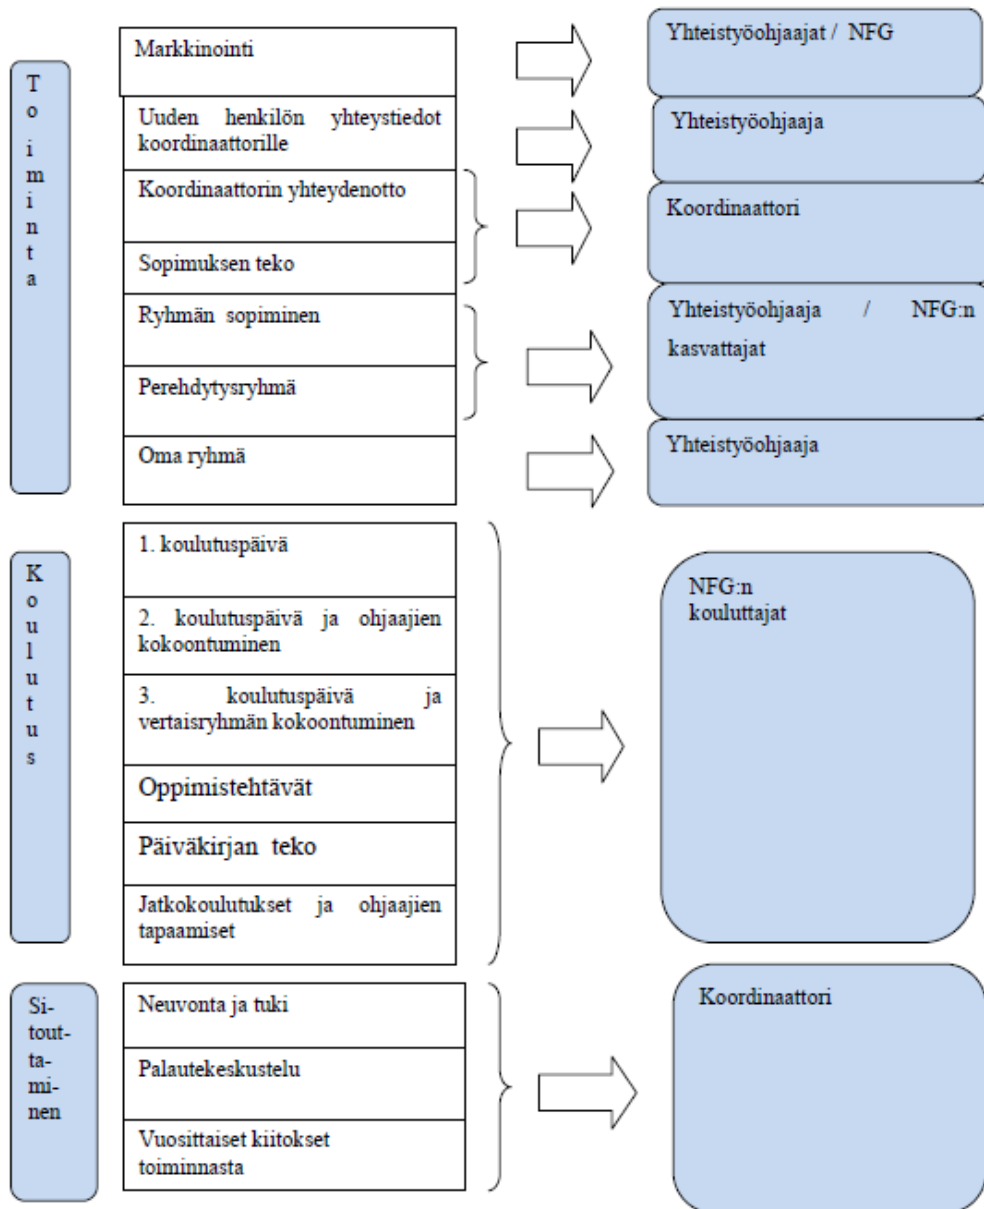 Toiminta
Markkinointi
Yhteistyöohjaajat / NFG
Uuden henkilön yhteystiedot
koordinaattorille
Yhteistyöohjaaja
Koordinaattorin yhteydenotto
Sopimuksen teko
Koordinaattori
Ryhmän sopiminen
Perehdytysryhmä
Yhteistyöohjaaja / NFG:n
kasvattajat
Oma ryhmä
Yhteistyöohjaaja
Koulutus
1. koulutuspäivä
2. koulutuspäivä ja ohjaajien
kokoontuminen
3. koulutuspäivä ja
vertaisryhmän kokoontuminen
Oppimistehtävät
Päiväkirjan teko
Jatkokoulutukset ja ohjaajien
tapaamiset
NFG:n
kouluttajat
Si-
tout-
ta-
mi-
nen
Neuvonta ja tuki
Palautekeskustelu
Vuosittaiset kiitokset
toiminnasta
Koordinaattori